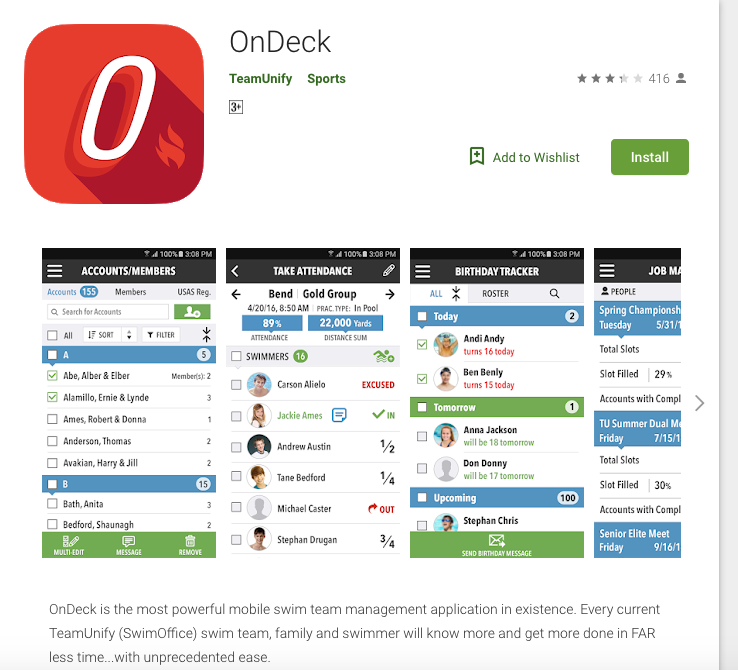 OnDeck
TeamUnify Sports
416
3+
Add to Wishlist
Install
100% 3:08 PM
ACCOUNTS/MEMBERS
Accounts 155 Members USAS Reg.
Search for Accounts
All SORT FILTER
A 5
Abe, Alber & Elber Member(s): 2
Alamillo, Ernie & Lynde 3
Ames, Robert & Donna 1
Anderson, Thomas 2
Avakian, Harry & Jill 2
B 15
Bath, Anita 3
Bedford, Shaunagh 2
MULTI-EDIT MESSAGE REMOVE
100% 3:08 PM
TAKE ATTENDANCE
Bend Gold Group
4/20/16, 8:50 AM PRAC.TYPE: In Pool
89% 22,000 Yards
ATTENDANCE DISTANCE SUM
SWIMMERS 16
Carson Alielo EXCUSED
Jackie Ames IN
Andrew Austin 1/2
Tane Bedford 1/4
Michael Caster OUT
Stephan Drugan 3/4
100% 3:08 PM
BIRTHDAY TRACKER
ALL ROSTER
Today 2
Andi Andy
turns 16 today
Ben Benly
turns 15 today
Tomorrow 1
Anna Jackson
will be 18 tomorrow
Don Donny
will be 17 tomorrow
Upcoming 100
Stephan Chris
SEND BIRTHDAY MESSAGE
JOB MA
PEOPLE
Spring Championsh
Tuesday 5/31/1
Total Slots
Slot Filled 29%
Accounts with Compl
TU Summer Dual Me
Friday 7/15/1
Total Slots
Slot Filled 30%
Accounts with Compl
Senior Elite Meet
Friday 9/16/1
OnDeck is the most powerful mobile swim team management application in existence. Every current
TeamUnify (SwimOffice) swim team, family and swimmer will know more and get more done in FAR
less time...with unprecedented ease.